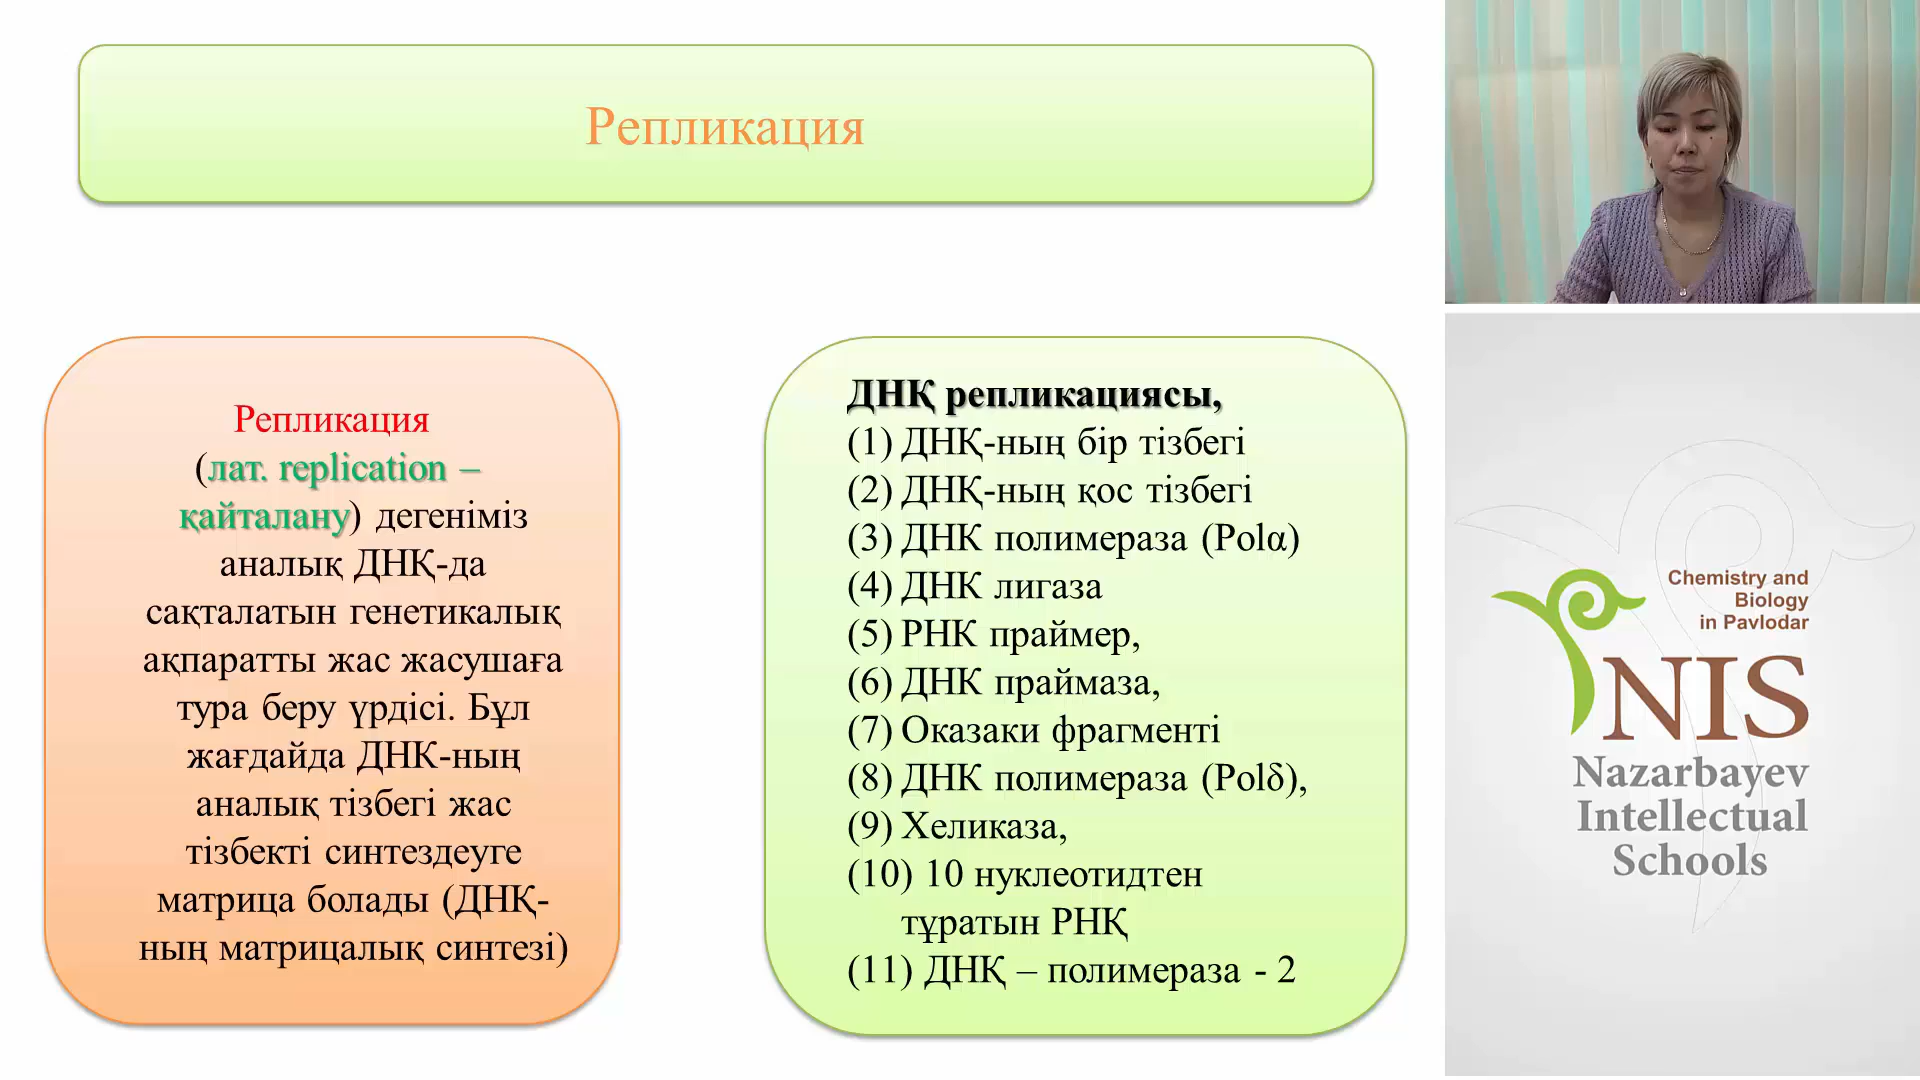 Репликация
Репликация
(лат. replication –
қайталану) дегеніміз
аналық ДНҚ-да
сақталатын генетикалық
ақпаратты жас жасушаға
тура беру үрдісі. Бұл
жағдайда ДНК-ның
аналық тізбегі жас
тізбекті синтездеуге
матрица болады (ДНҚ-
ның матрицалық синтезі)
ДНҚ репликациясы,
(1) ДНҚ-ның бір тізбегі
(2) ДНҚ-ның қос тізбегі
(3) ДНК полимераза (Polα)
(4) ДНК лигаза
(5) РНК праймер,
(6) ДНК праймаза,
(7) Оказаки фрагменті
(8) ДНК полимераза (Polδ),
(9) Хеликаза,
(10) 10 нуклеотидтен
тұратын РНҚ
(11) ДНҚ – полимераза - 2
Chemistry and
Biology
in Pavlodar
NIS
Nazarbayev
Intellectual
Schools